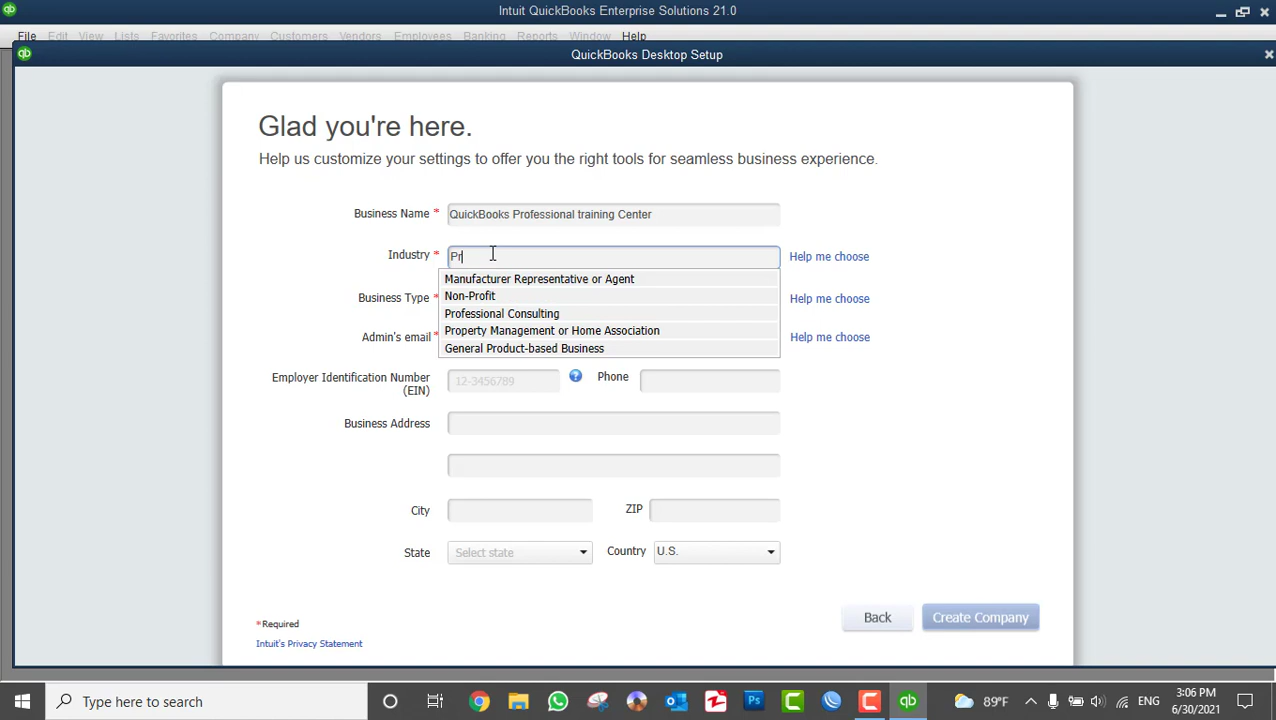 qb Intuit QuickBooks Enterprise Solutions 21.0
File Edit View Lists Favorites Company Customers Vendors Employees Banking Reports Window Help
qb QuickBooks Desktop Setup
Glad you're here.
Help us customize your settings to offer you the right tools for seamless business experience.
Business Name * QuickBooks Professional training Center
Industry * Pr Help me choose
Manufacturer Representative or Agent
Business Type * Non-Profit Help me choose
Professional Consulting
Admin's email * Property Management or Home Association Help me choose
General Product-based Business
Employer Identification Number 12-3456789 ? Phone
(EIN)
Business Address
City ZIP
State Select state Country U.S.
Back Create Company
*Required
Intuit's Privacy Statement
Type here to search Ps qb 89°F ENG 3:06 PM
6/30/2021